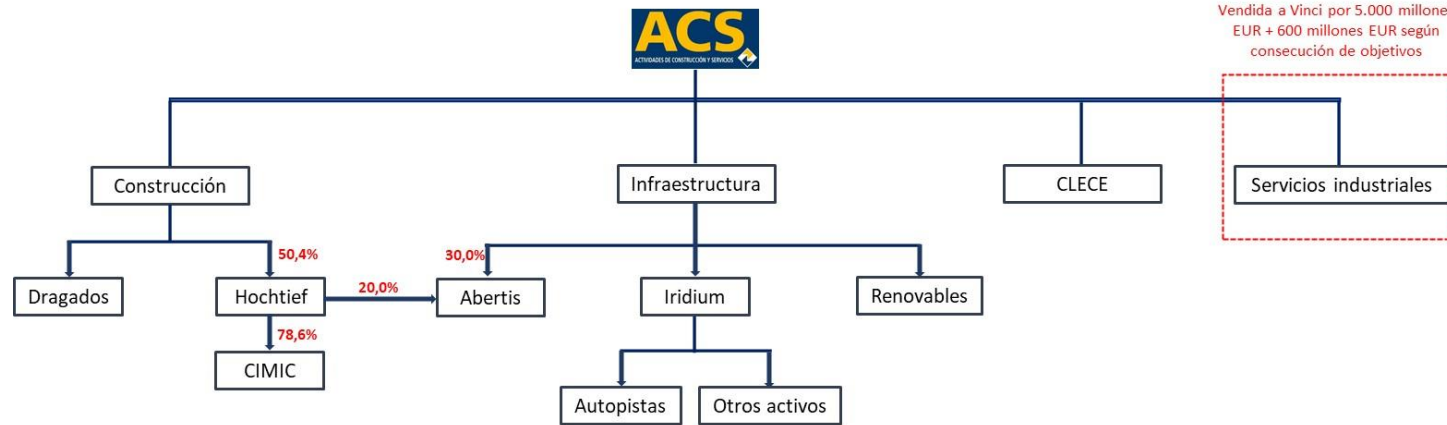 Vendida a Vinci por 5.000 millone
EUR + 600 millones EUR según
consecución de objetivos
ACS
ACTIVIDADES DE CONSTRUCCIÓN Y SERVICIOS
Construcción
Infraestructura
CLECE
Servicios industriales
50,4%
30,0%
Dragados
Hochtief
20,0%
Abertis
Iridium
Renovables
78,6%
CIMIC
Autopistas
Otros activos